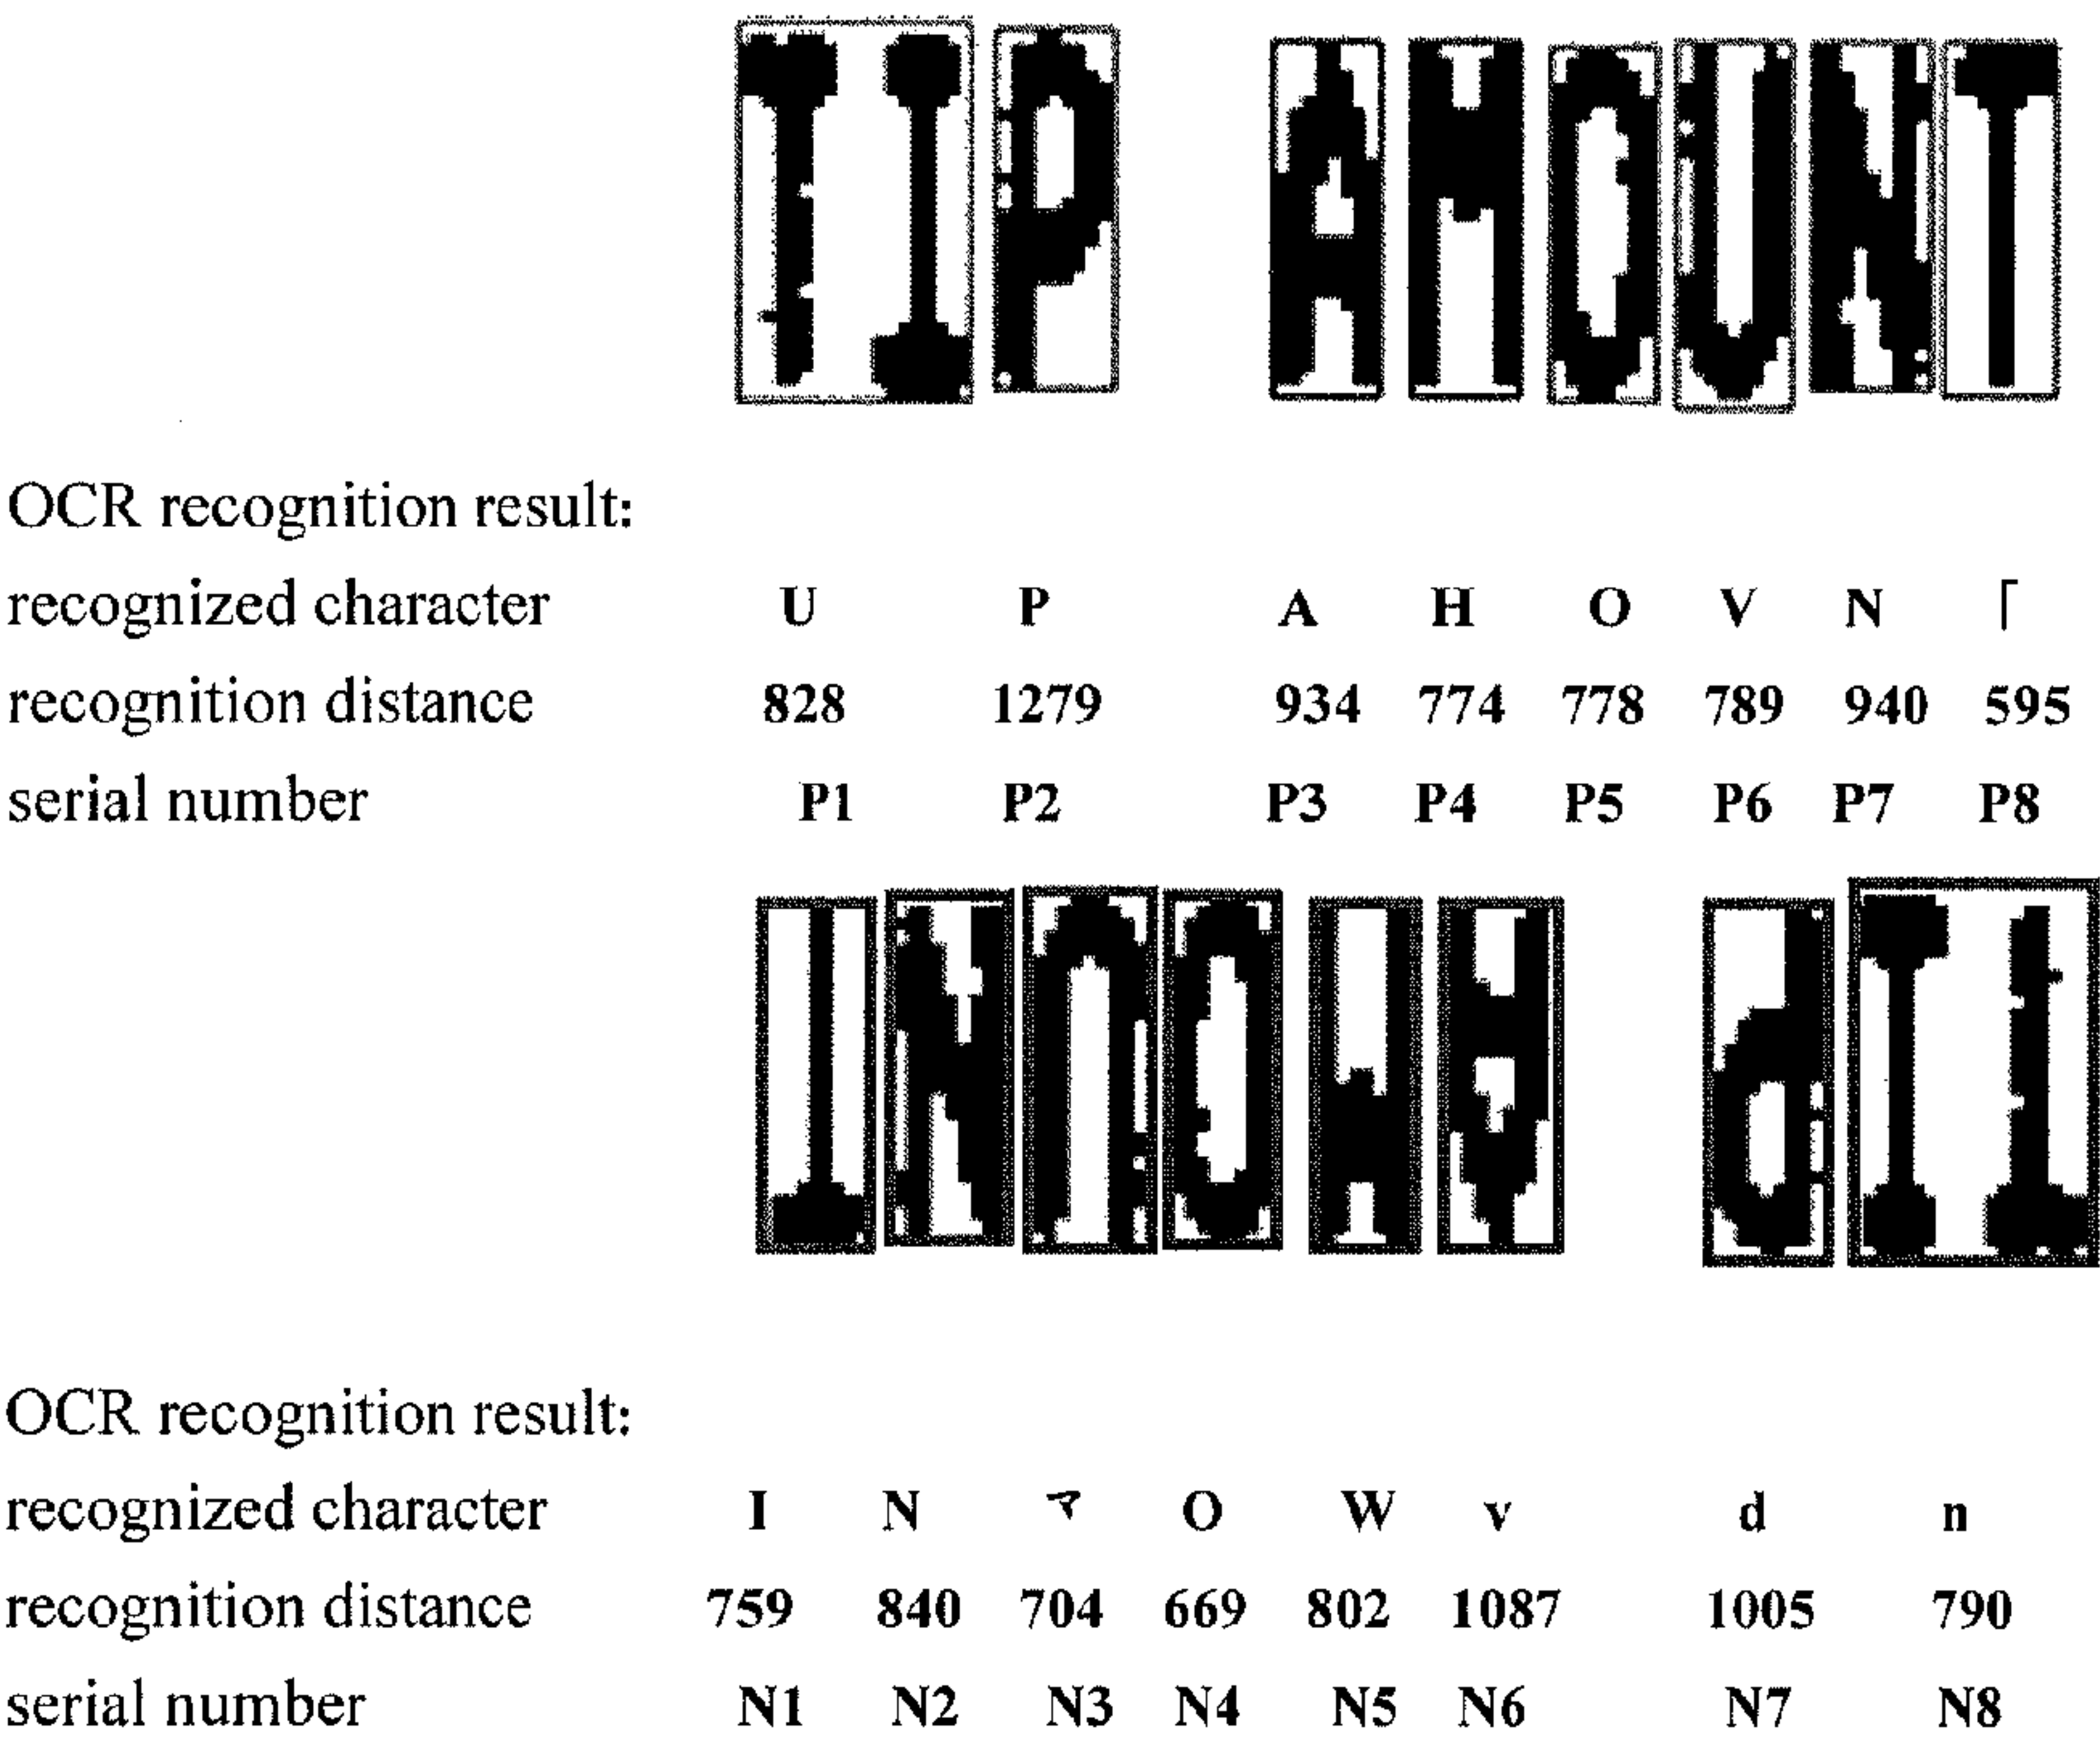 TIP AMOUNT
OCR recognition result:
recognized character U P A H O V N ⌈
recognition distance 828 1279 934 774 778 789 940 595
serial number P1 P2 P3 P4 P5 P6 P7 P8
OCR recognition result:
recognized character I N O W v d n
recognition distance 759 840 704 669 802 1087 1005 790
serial number N1 N2 N3 N4 N5 N6 N7 N8